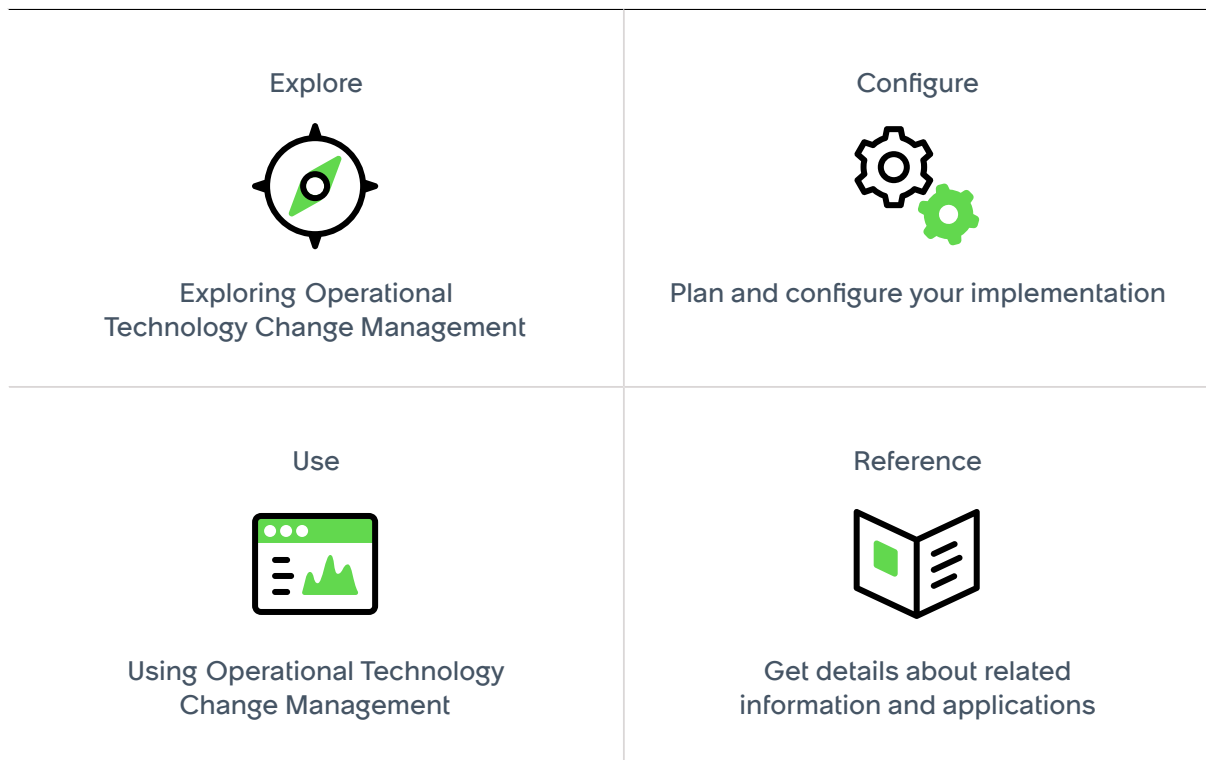 Explore
Exploring Operational
Technology Change Management
Configure
Plan and configure your implementation
Use
Using Operational Technology
Change Management
Reference
Get details about related
information and applications